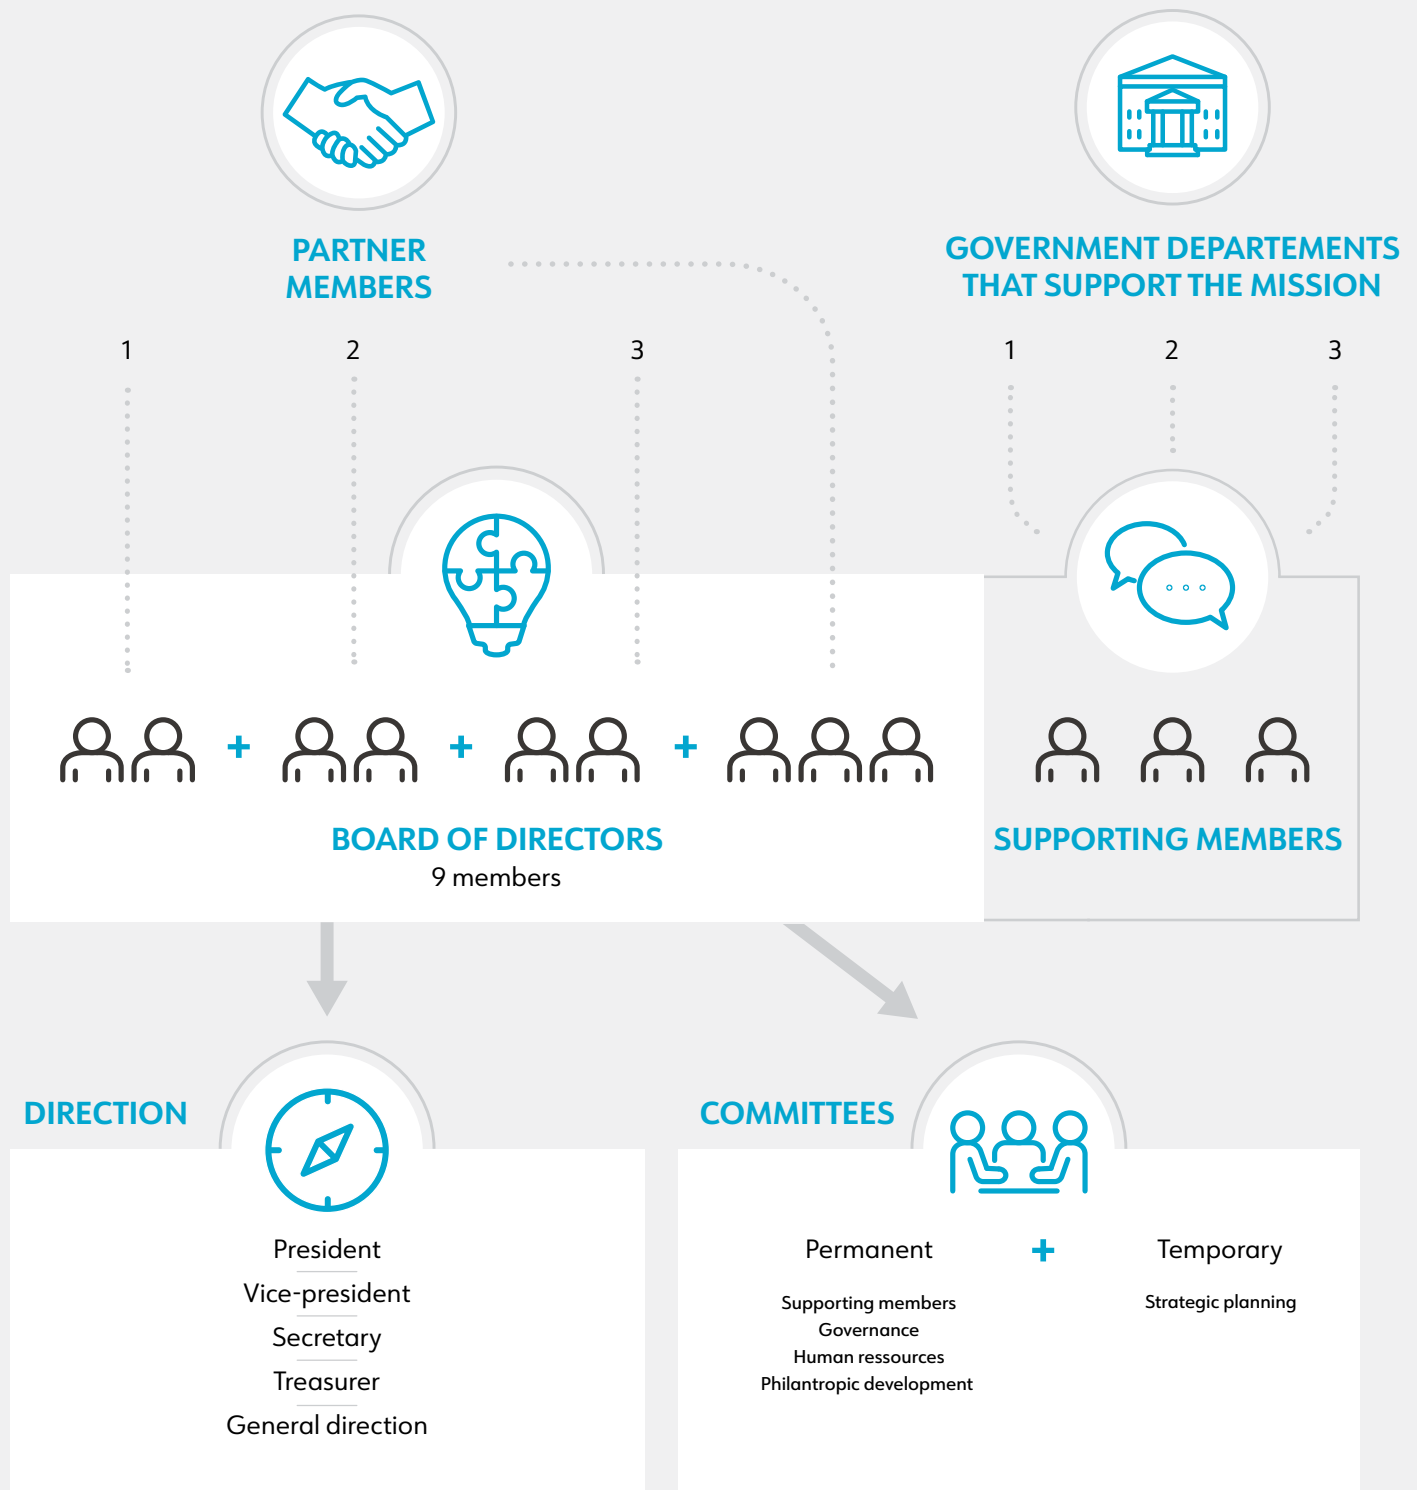 PARTNER
MEMBERS
GOVERNMENT DEPARTEMENTS
THAT SUPPORT THE MISSION
1
2
3
1
2
3
BOARD OF DIRECTORS
9 members
SUPPORTING MEMBERS
DIRECTION
President
Vice-president
Secretary
Treasurer
General direction
COMMITTEES
Permanent
+
Temporary
Supporting members
Governance
Human ressources
Philantropic development
Strategic planning